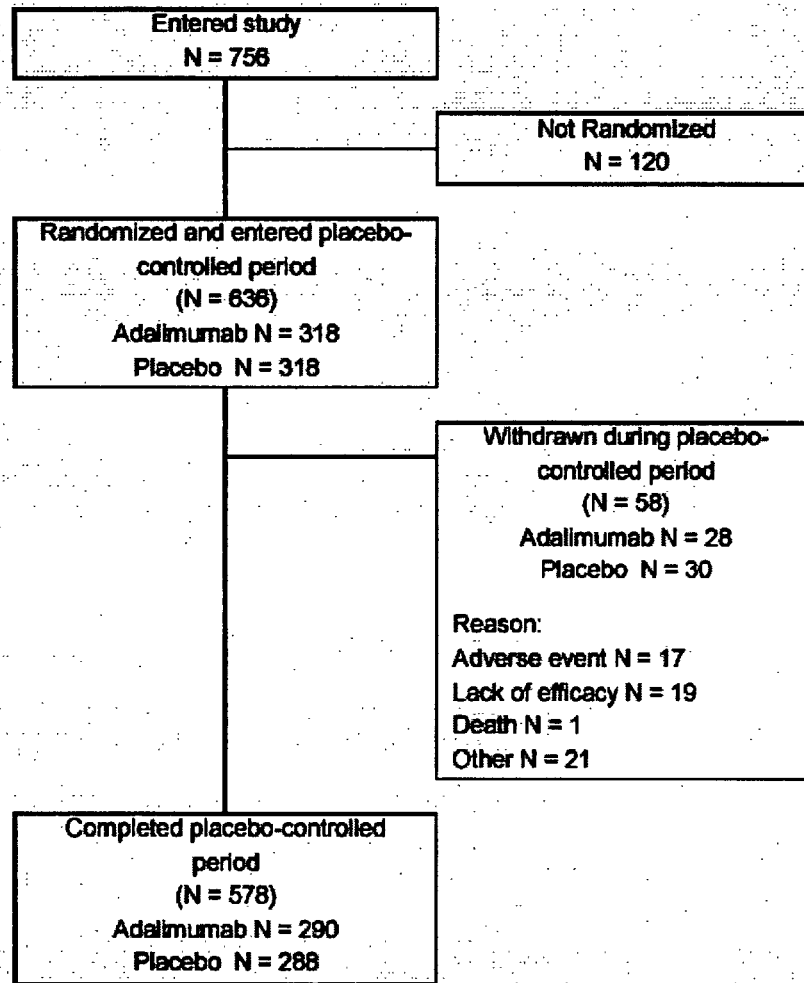 Entered study
N = 756
Not Randomized
N = 120
Randomized and entered placebo-
controlled period
(N = 636)
Adalimumab N = 318
Placebo N = 318
Withdrawn during placebo-
controlled period
(N = 58)
Adalimumab N = 28
Placebo N = 30
Reason:
Adverse event N = 17
Lack of efficacy N = 19
Death N = 1
Other N = 21
Completed placebo-controlled
period
(N = 578)
Adalimumab N = 290
Placebo N = 288